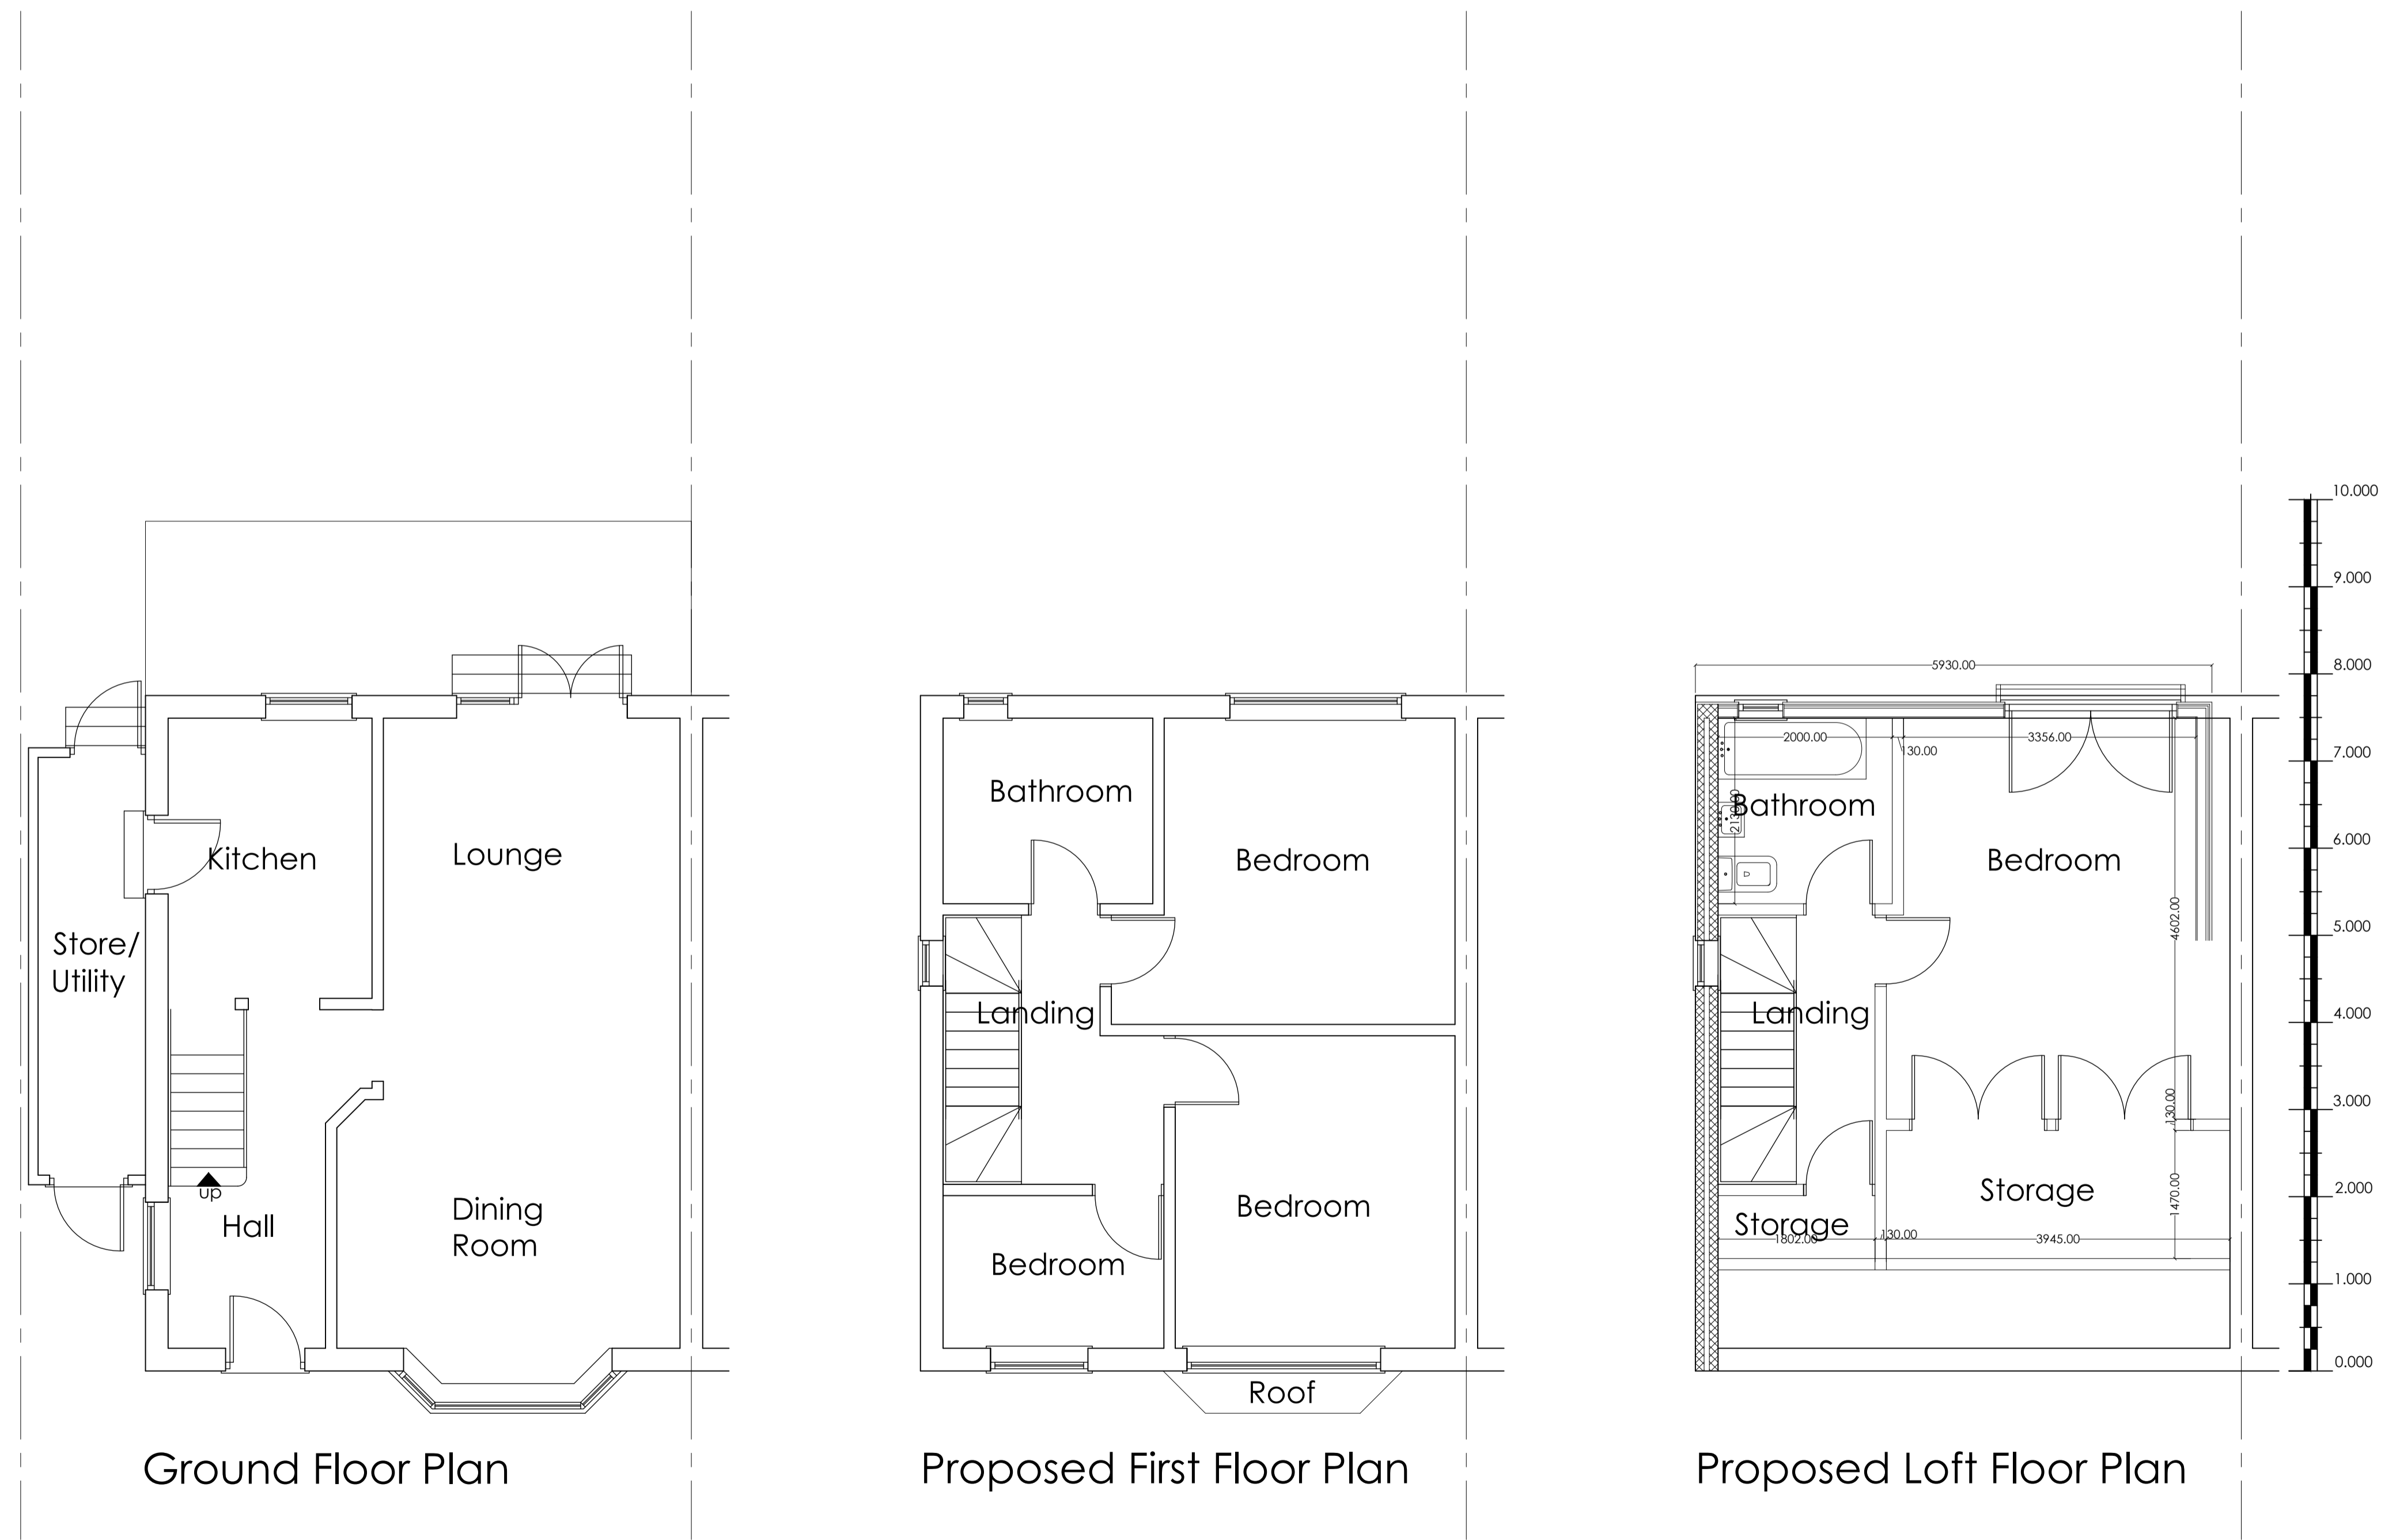 Kitchen
Lounge
Store/
Utility
up
Hall
Dining
Room
Ground Floor Plan
Bathroom
Bedroom
Landing
Bedroom
Bedroom
Roof
Proposed First Floor Plan
5930.00
2000.00
130.00
3356.00
Bathroom
2130.00
Bedroom
4602.00
Landing
130.00
1470.00
Storage
Storage
1802.00
130.00
3945.00
Proposed Loft Floor Plan
10.000
9.000
8.000
7.000
6.000
5.000
4.000
3.000
2.000
1.000
0.000